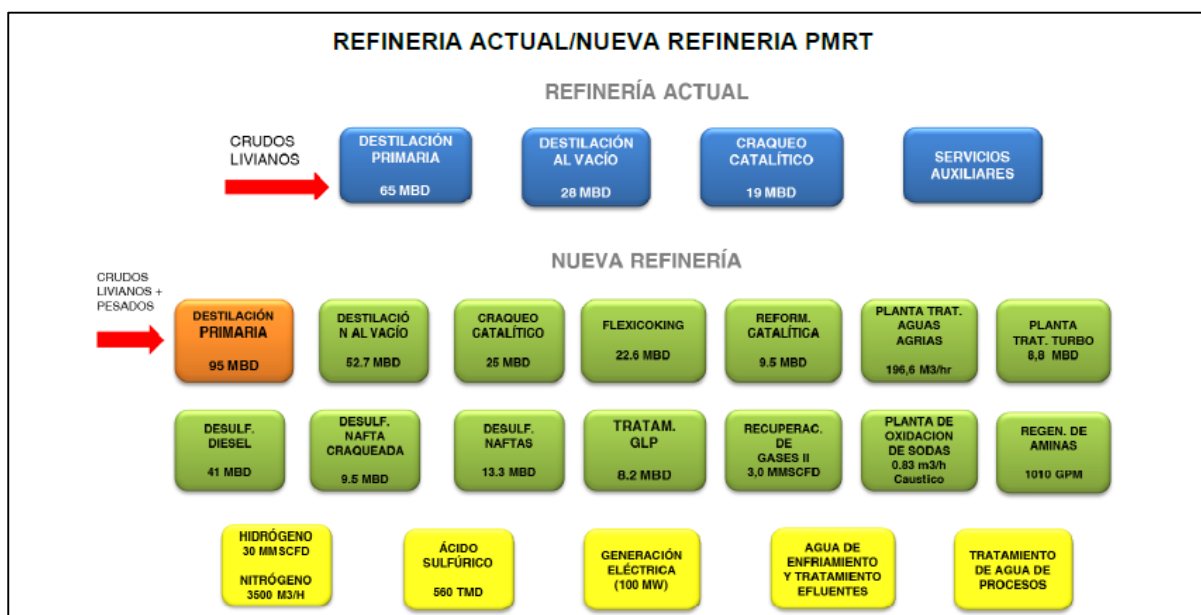 REFINERIA ACTUAL/NUEVA REFINERIA PMRT
REFINERÍA ACTUAL
CRUDOS
LIVIANOS
DESTILACIÓN
PRIMARIA
65 MBD
DESTILACIÓN
AL VACÍO
28 MBD
CRAQUEO
CATALÍTICO
19 MBD
SERVICIOS
AUXILIARES
NUEVA REFINERÍA
CRUDOS
LIVIANOS +
PESADOS
DESTILACIÓN
PRIMARIA
95 MBD
DESTILACIÓ
N AL VACÍO
52.7 MBD
CRAQUEO
CATALÍTICO
25 MBD
FLEXICOKING
22.6 MBD
REFORM.
CATALÍTICA
9.5 MBD
PLANTA TRAT.
AGUAS
AGRIAS
196,6 M3/hr
PLANTA
TRAT. TURBO
8,8 MBD
DESULF.
DIESEL
41 MBD
DESULF.
NAFTA
CRAQUEADA
9.5 MBD
DESULF.
NAFTAS
13.3 MBD
TRATAM.
GLP
8.2 MBD
RECUPERAC.
DE
GASES II
3,0 MMSCFD
PLANTA DE
OXIDACION
DE SODAS
0.83 m3/h
Caustico
REGEN. DE
AMINAS
1010 GPM
HIDRÓGENO
30 MMSCFD
NITRÓGENO
3500 M3/H
ÁCIDO
SULFÚRICO
560 TMD
GENERACIÓN
ELÉCTRICA
(100 MW)
AGUA DE
ENFRIAMIENTO
Y TRATAMIENTO
EFLUENTES
TRATAMIENTO
DE AGUA DE
PROCESOS